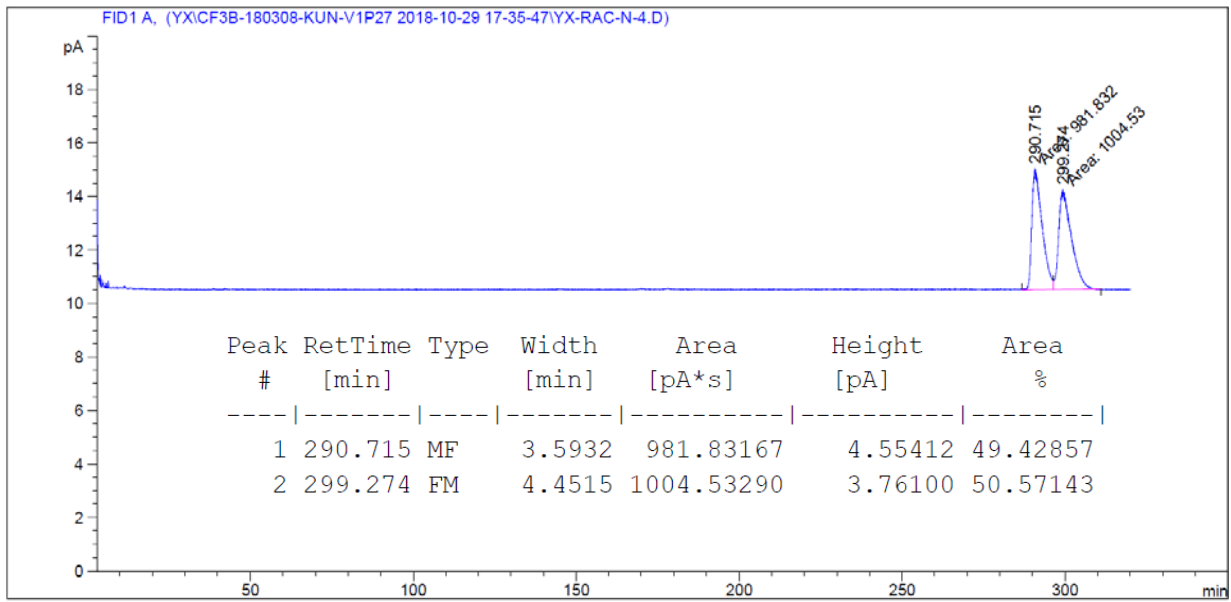 FID1 A, (YX\CF3B-180308-KUN-V1P27 2018-10-29 17-35-47\YX-RAC-N-4.D)
pA
18
16
14
12
10
8
6
4
2
0
290.715
Area: 981.832
299.274
Area: 1004.53
Peak RetTime Type Width Area Height Area
# [min] [min] [pA*s] [pA] %
----|-------|----|-------|----------|----------|--------|
1 290.715 MF 3.5932 981.83167 4.55412 49.42857
2 299.274 FM 4.4515 1004.53290 3.76100 50.57143
50 100 150 200 250 300 min